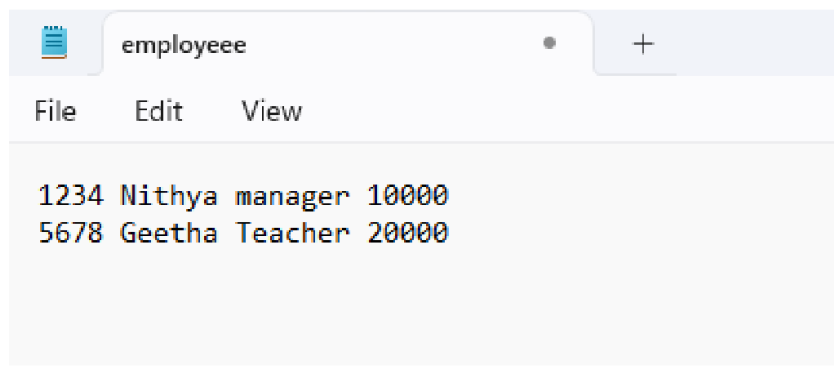 employeee
File Edit View
1234 Nithya manager 10000
5678 Geetha Teacher 20000